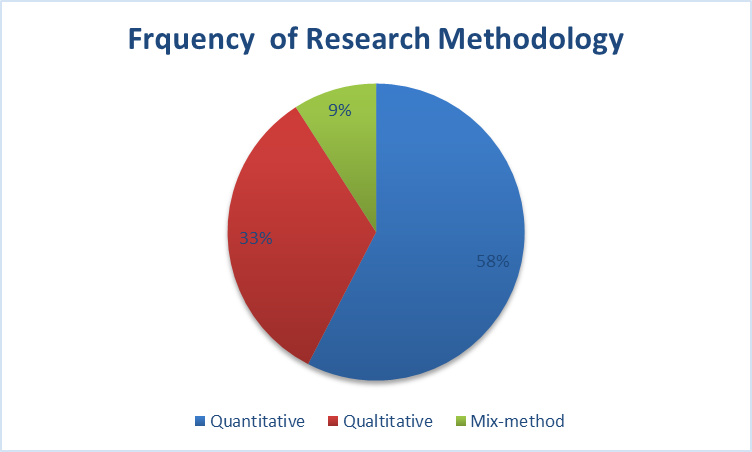 Frquency of Research Methodology
9%
33%
58%
Quantitative Qualtitative Mix-method